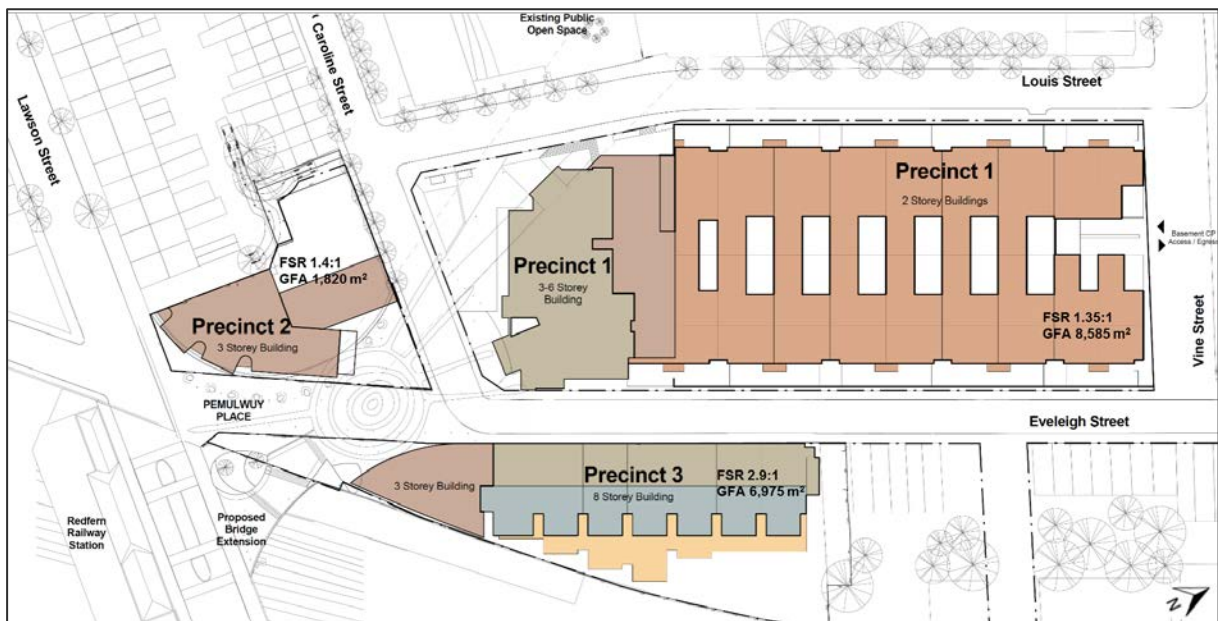 Existing Public
Open Space
Caroline Street
Louis Street
Lawson Street
Precinct 1
2 Storey Buildings
Basement CP
Access / Egress
FSR 1.4:1
GFA 1,820 m²
Precinct 1
3-6 Storey
Building
Precinct 2
3 Storey Building
FSR 1.35:1
GFA 8,585 m²
Vine Street
PEMULWUY
PLACE
Eveleigh Street
Precinct 3
FSR 2.9:1
GFA 6,975 m²
3 Storey Building
8 Storey Building
Redfern
Railway
Station
Proposed
Bridge
Extension
N